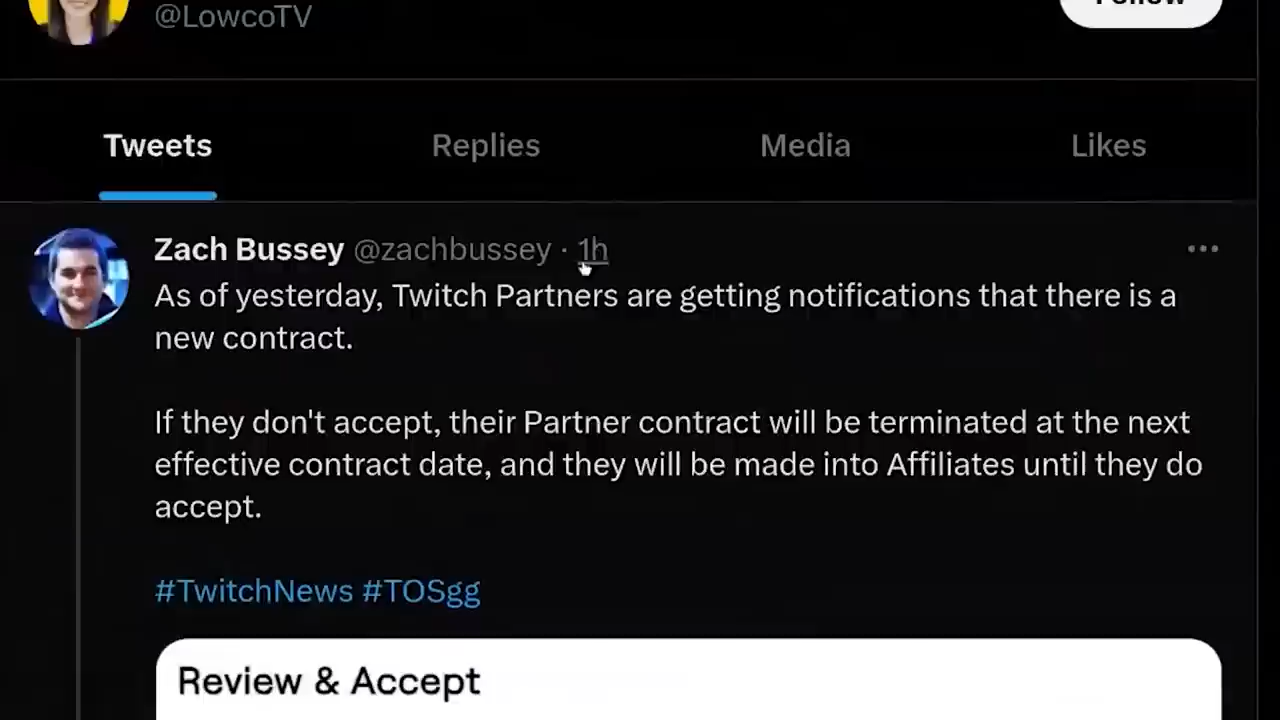 @LowcoTV
Follow
Tweets Replies Media Likes
Zach Bussey @zachbussey · 1h
As of yesterday, Twitch Partners are getting notifications that there is a
new contract.
If they don't accept, their Partner contract will be terminated at the next
effective contract date, and they will be made into Affiliates until they do
accept.
#TwitchNews #TOSgg
Review & Accept